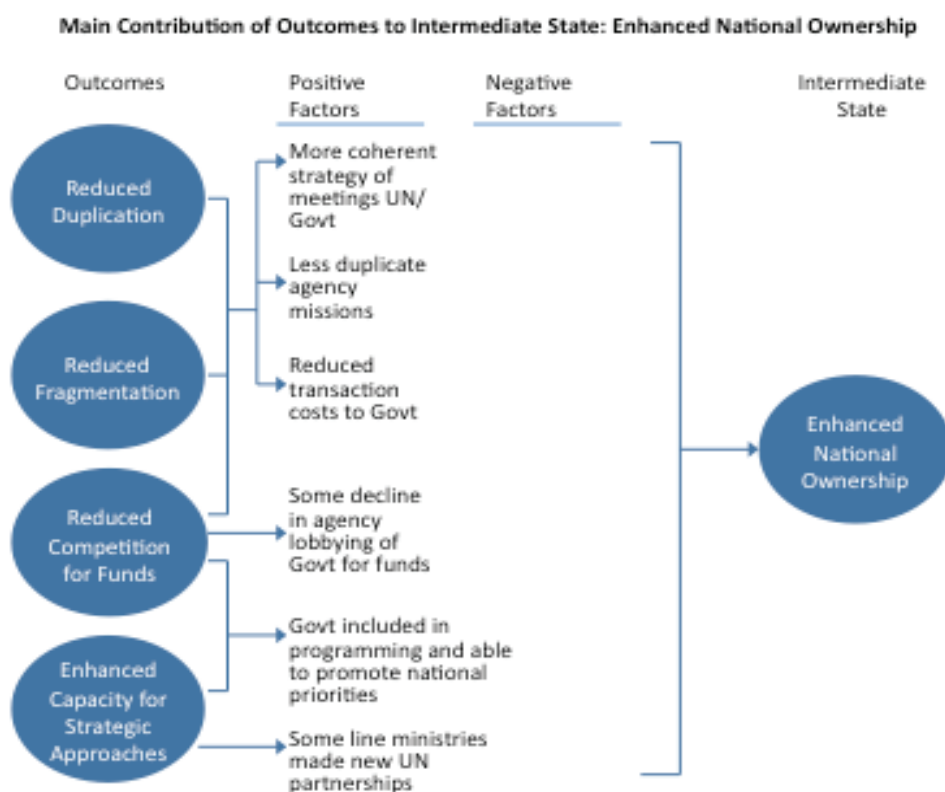 Main Contribution of Outcomes to Intermediate State: Enhanced National Ownership
Outcomes
Positive
Factors
Negative
Factors
Intermediate
State
Reduced
Duplication
Reduced
Fragmentation
Reduced
Competition
for Funds
Enhanced
Capacity for
Strategic
Approaches
More coherent
strategy of
meetings UN/
Govt
Less duplicate
agency
missions
Reduced
transaction
costs to Govt
Some decline
in agency
lobbying of
Govt for funds
Govt included in
programming and able
to promote national
priorities
Some line ministries
made new UN
partnerships
Enhanced
National
Ownership